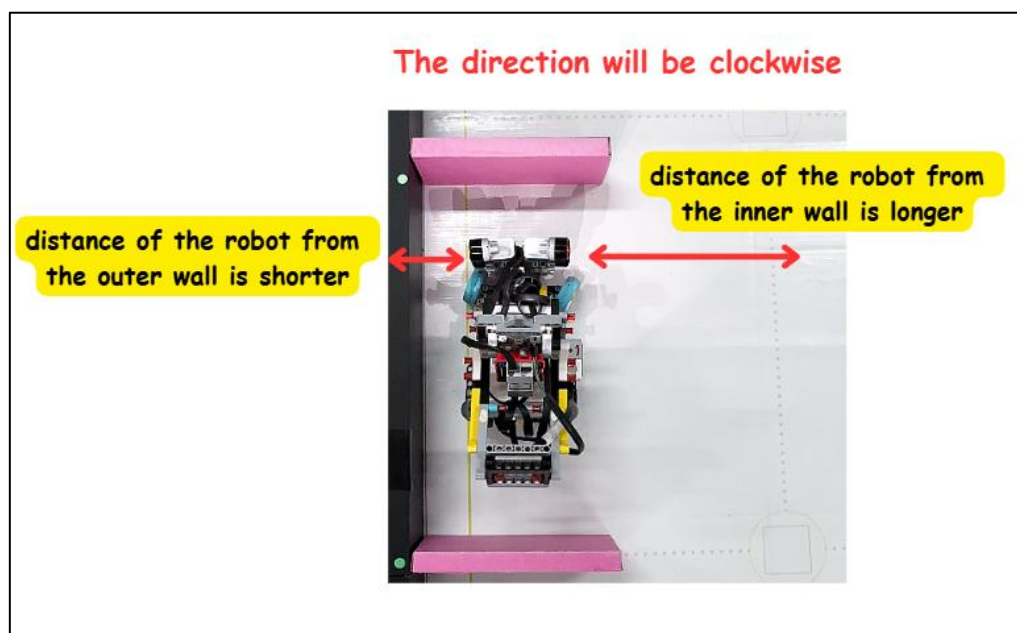 The direction will be clockwise
distance of the robot from
the outer wall is shorter
distance of the robot from
the inner wall is longer